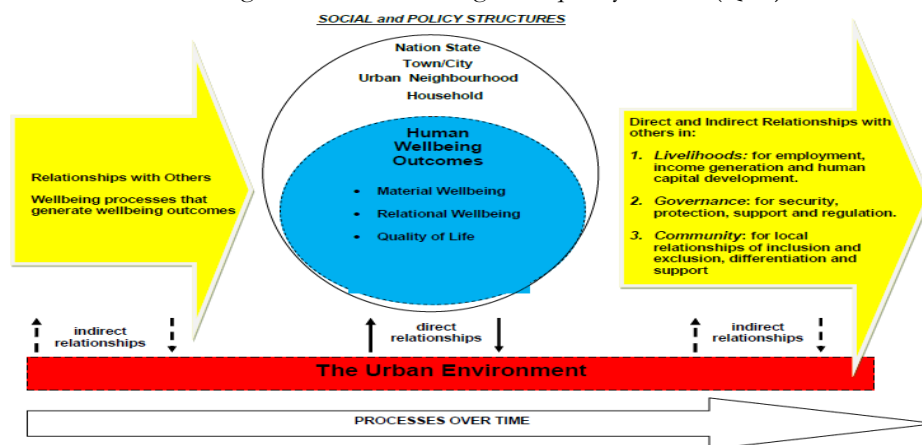 SOCIAL and POLICY STRUCTURES
Nation State
Town/City
Urban Neighbourhood
Household
Human
Wellbeing
Outcomes
• Material Wellbeing
• Relational Wellbeing
• Quality of Life
Relationships with Others
Wellbeing processes that
generate wellbeing outcomes
Direct and Indirect Relationships with
others in:
1. Livelihoods: for employment,
income generation and human
capital development.
2. Governance: for security,
protection, support and regulation.
3. Community: for local
relationships of inclusion and
exclusion, differentiation and
support
indirect
relationships
direct
relationships
indirect
relationships
The Urban Environment
PROCESSES OVER TIME